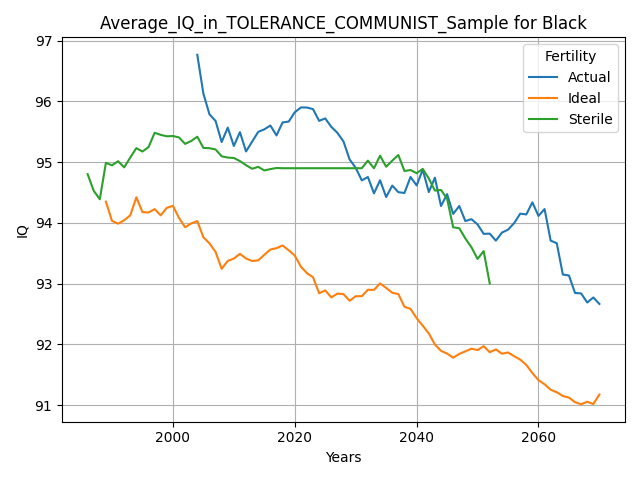 Average_IQ_in_TOLERANCE_COMMUNIST_Sample for Black
97
96
95
94
93
92
91
IQ
Fertility
Actual
Ideal
Sterile
2000
2020
2040
2060
Years